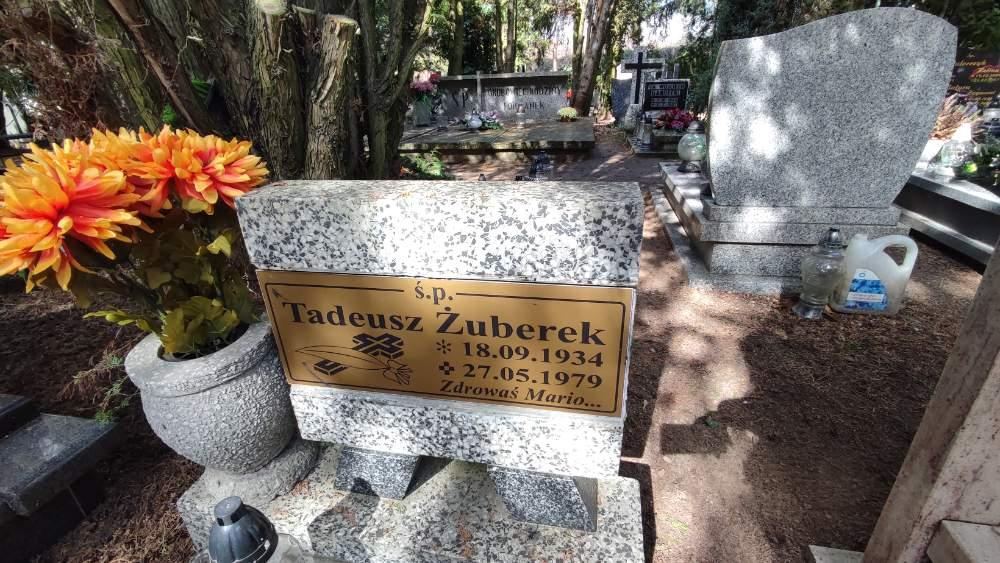 ś.p.
Tadeusz Żuberek
* 18.09.1934
✤ 27.05.1979
Zdrowaś Mario...